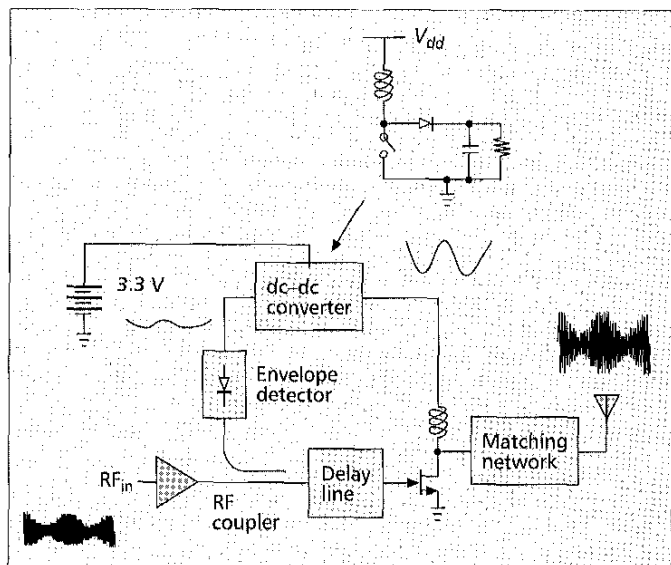 V_dd
3.3 V
dc–dc
converter
Envelope
detector
RF_in
RF
coupler
Delay
line
Matching
network